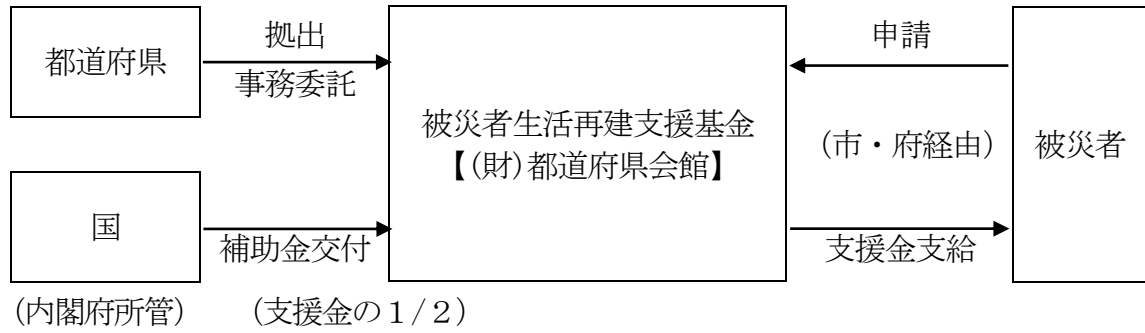 都道府県
拠出
事務委託
被災者生活再建支援基金
【(財)都道府県会館】
申請
(市・府経由)
被災者
国
補助金交付
支援金支給
(内閣府所管)
(支援金の1/2)